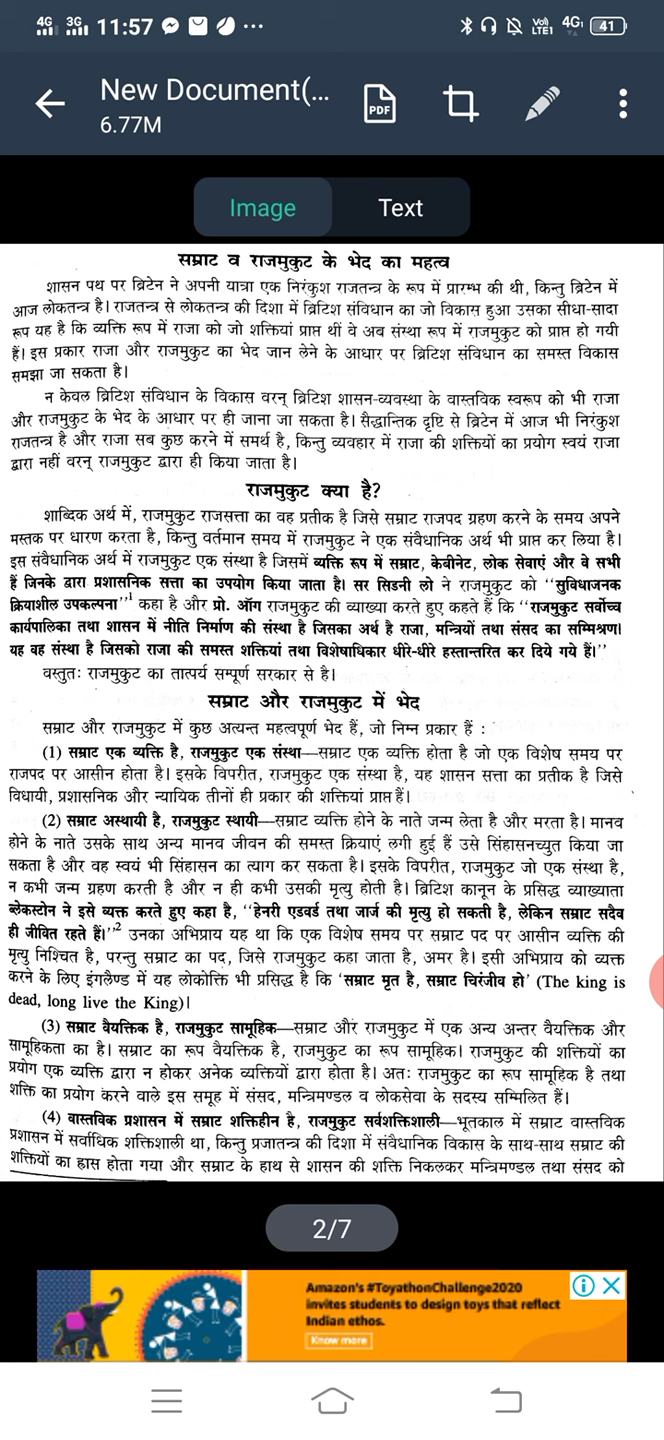 4G 3G 11:57 ... Vo) LTE1 4G 41
New Document(...
6.77M
PDF
Image Text
सम्राट व राजमुकुट के भेद का महत्व
शासन पथ पर ब्रिटेन ने अपनी यात्रा एक निरंकुश राजतन्त्र के रूप में प्रारम्भ की थी, किन्तु ब्रिटेन में
आज लोकतन्त्र है। राजतन्त्र से लोकतन्त्र की दिशा में ब्रिटिश संविधान का जो विकास हुआ उसका सीधा-सादा
रूप यह है कि व्यक्ति रूप में राजा को जो शक्तियां प्राप्त थीं वे अब संस्था रूप में राजमुकुट को प्राप्त हो गयी
हैं। इस प्रकार राजा और राजमुकुट का भेद जान लेने के आधार पर ब्रिटिश संविधान का समस्त विकास
समझा जा सकता है।
न केवल ब्रिटिश संविधान के विकास वरन् ब्रिटिश शासन-व्यवस्था के वास्तविक स्वरूप को भी राजा
और राजमुकुट के भेद के आधार पर ही जाना जा सकता है। सैद्धान्तिक दृष्टि से ब्रिटेन में आज भी निरंकुश
राजतन्त्र है और राजा सब कुछ करने में समर्थ है, किन्तु व्यवहार में राजा की शक्तियों का प्रयोग स्वयं राजा
द्वारा नहीं वरन् राजमुकुट द्वारा ही किया जाता है।
राजमुकुट क्या है?
शाब्दिक अर्थ में, राजमुकुट राजसत्ता का वह प्रतीक है जिसे सम्राट राजपद ग्रहण करने के समय अपने
मस्तक पर धारण करता है, किन्तु वर्तमान समय में राजमुकुट ने एक संवैधानिक अर्थ भी प्राप्त कर लिया है।
इस संवैधानिक अर्थ में राजमुकुट एक संस्था है जिसमें व्यक्ति रूप में सम्राट, केबीनेट, लोक सेवाएं और वे सभी
हैं जिनके द्वारा प्रशासनिक सत्ता का उपयोग किया जाता है। सर सिडनी लो ने राजमुकुट को ‘‘सुविधाजनक
क्रियाशील उपकल्पना’’1 कहा है और प्रो. ऑग राजमुकुट की व्याख्या करते हुए कहते हैं कि ‘‘राजमुकुट सर्वोच्च
कार्यपालिका तथा शासन में नीति निर्माण की संस्था है जिसका अर्थ है राजा, मन्त्रियों तथा संसद का सम्मिश्रण।
यह वह संस्था है जिसको राजा की समस्त शक्तियां तथा विशेषाधिकार धीरे-धीरे हस्तान्तरित कर दिये गये हैं।’’
वस्तुतः राजमुकुट का तात्पर्य सम्पूर्ण सरकार से है।
सम्राट और राजमुकुट में भेद
सम्राट और राजमुकुट में कुछ अत्यन्त महत्वपूर्ण भेद हैं, जो निम्न प्रकार हैं :
(1) सम्राट एक व्यक्ति है, राजमुकुट एक संस्था—सम्राट एक व्यक्ति होता है जो एक विशेष समय पर
राजपद पर आसीन होता है। इसके विपरीत, राजमुकुट एक संस्था है, यह शासन सत्ता का प्रतीक है जिसे
विधायी, प्रशासनिक और न्यायिक तीनों ही प्रकार की शक्तियां प्राप्त हैं।
(2) सम्राट अस्थायी है, राजमुकुट स्थायी—सम्राट व्यक्ति होने के नाते जन्म लेता है और मरता है। मानव
होने के नाते उसके साथ अन्य मानव जीवन की समस्त क्रियाएं लगी हुई हैं उसे सिंहासनच्युत किया जा
सकता है और वह स्वयं भी सिंहासन का त्याग कर सकता है। इसके विपरीत, राजमुकुट जो एक संस्था है,
न कभी जन्म ग्रहण करती है और न ही कभी उसकी मृत्यु होती है। ब्रिटिश कानून के प्रसिद्ध व्याख्याता
ब्लेकस्टोन ने इसे व्यक्त करते हुए कहा है, ‘‘हेनरी एडवर्ड तथा जार्ज की मृत्यु हो सकती है, लेकिन सम्राट सदैव
ही जीवित रहते हैं।’’2 उनका अभिप्राय यह था कि एक विशेष समय पर सम्राट पद पर आसीन व्यक्ति की
मृत्यु निश्चित है, परन्तु सम्राट का पद, जिसे राजमुकुट कहा जाता है, अमर है। इसी अभिप्राय को व्यक्त
करने के लिए इंगलैण्ड में यह लोकोक्ति भी प्रसिद्ध है कि ‘सम्राट मृत है, सम्राट चिरंजीव हो’ (The king is
dead, long live the King)।
(3) सम्राट वैयक्तिक है, राजमुकुट सामूहिक—सम्राट और राजमुकुट में एक अन्य अन्तर वैयक्तिक और
सामूहिकता का है। सम्राट का रूप वैयक्तिक है, राजमुकुट का रूप सामूहिक। राजमुकुट की शक्तियों का
प्रयोग एक व्यक्ति द्वारा न होकर अनेक व्यक्तियों द्वारा होता है। अतः राजमुकुट का रूप सामूहिक है तथा
शक्ति का प्रयोग करने वाले इस समूह में संसद, मन्त्रिमण्डल व लोकसेवा के सदस्य सम्मिलित हैं।
(4) वास्तविक प्रशासन में सम्राट शक्तिहीन है, राजमुकुट सर्वशक्तिशाली—भूतकाल में सम्राट वास्तविक
प्रशासन में सर्वाधिक शक्तिशाली था, किन्तु प्रजातन्त्र की दिशा में संवैधानिक विकास के साथ-साथ सम्राट की
शक्तियों का ह्रास होता गया और सम्राट के हाथ से शासन की शक्ति निकलकर मन्त्रिमण्डल तथा संसद को
2/7
Amazon's #ToyathonChallenge2020
invites students to design toys that reflect
Indian ethos.
Know more